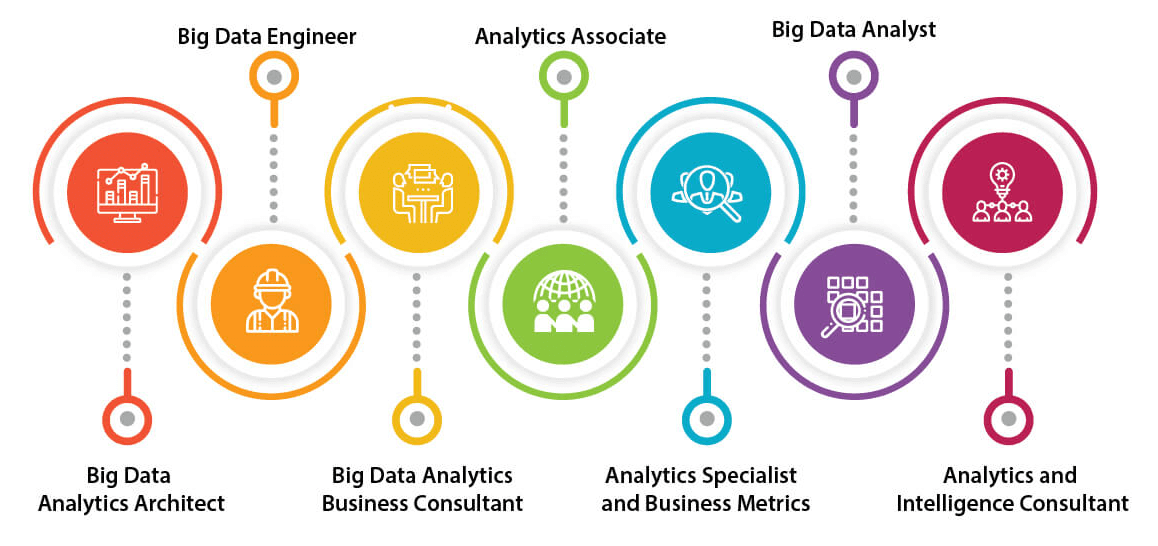 Big Data Engineer
Analytics Associate
Big Data Analyst
Big Data
Analytics Architect
Big Data Analytics
Business Consultant
Analytics Specialist
and Business Metrics
Analytics and
Intelligence Consultant